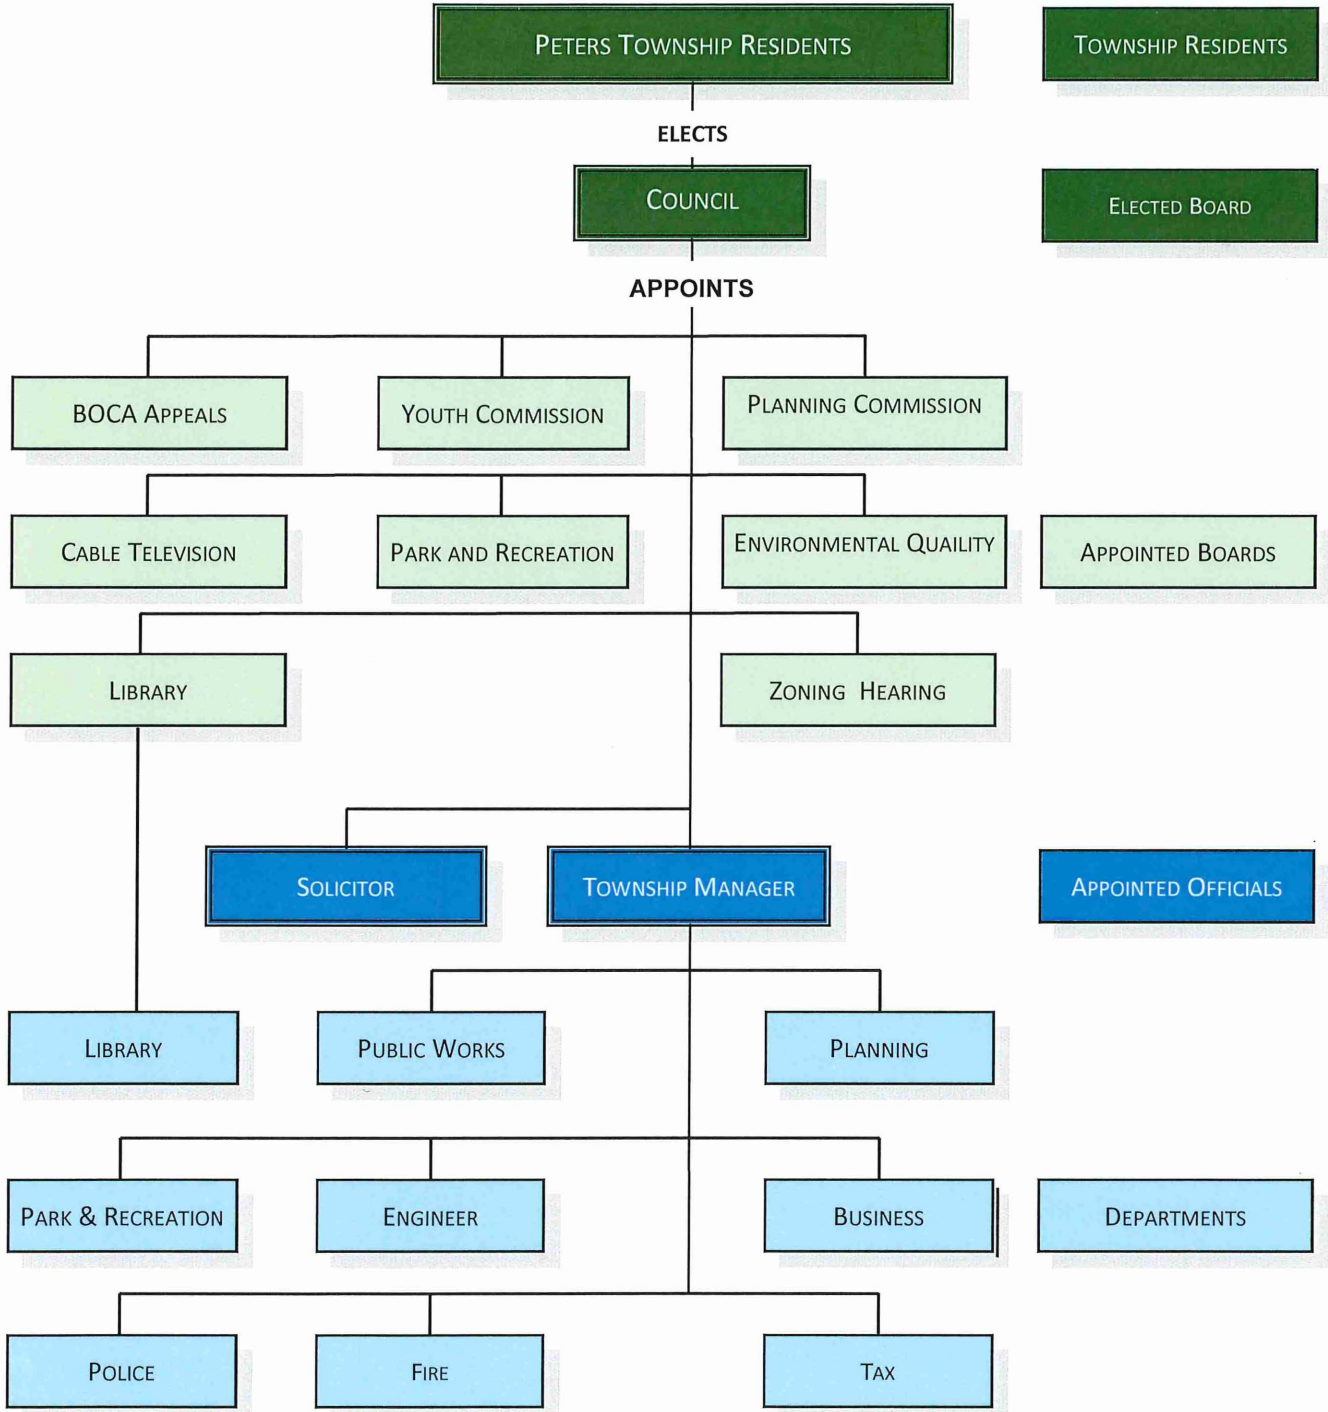 PETERS TOWNSHIP RESIDENTS
TOWNSHIP RESIDENTS
ELECTS
COUNCIL
ELECTED BOARD
APPOINTS
BOCA APPEALS
YOUTH COMMISSION
PLANNING COMMISSION
CABLE TELEVISION
PARK AND RECREATION
ENVIRONMENTAL QUAILITY
APPOINTED BOARDS
LIBRARY
ZONING HEARING
SOLICITOR
TOWNSHIP MANAGER
APPOINTED OFFICIALS
LIBRARY
PUBLIC WORKS
PLANNING
PARK & RECREATION
ENGINEER
BUSINESS
DEPARTMENTS
POLICE
FIRE
TAX